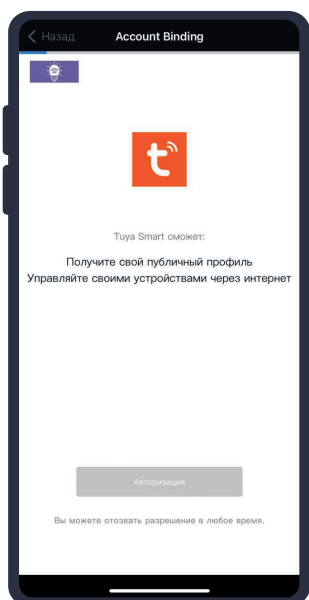 Назад
Account Binding
t
Tuya Smart сможет:
Получите свой публичный профиль
Управляйте своими устройствами через интернет
Авторизация
Вы можете отозвать разрешение в любое время.